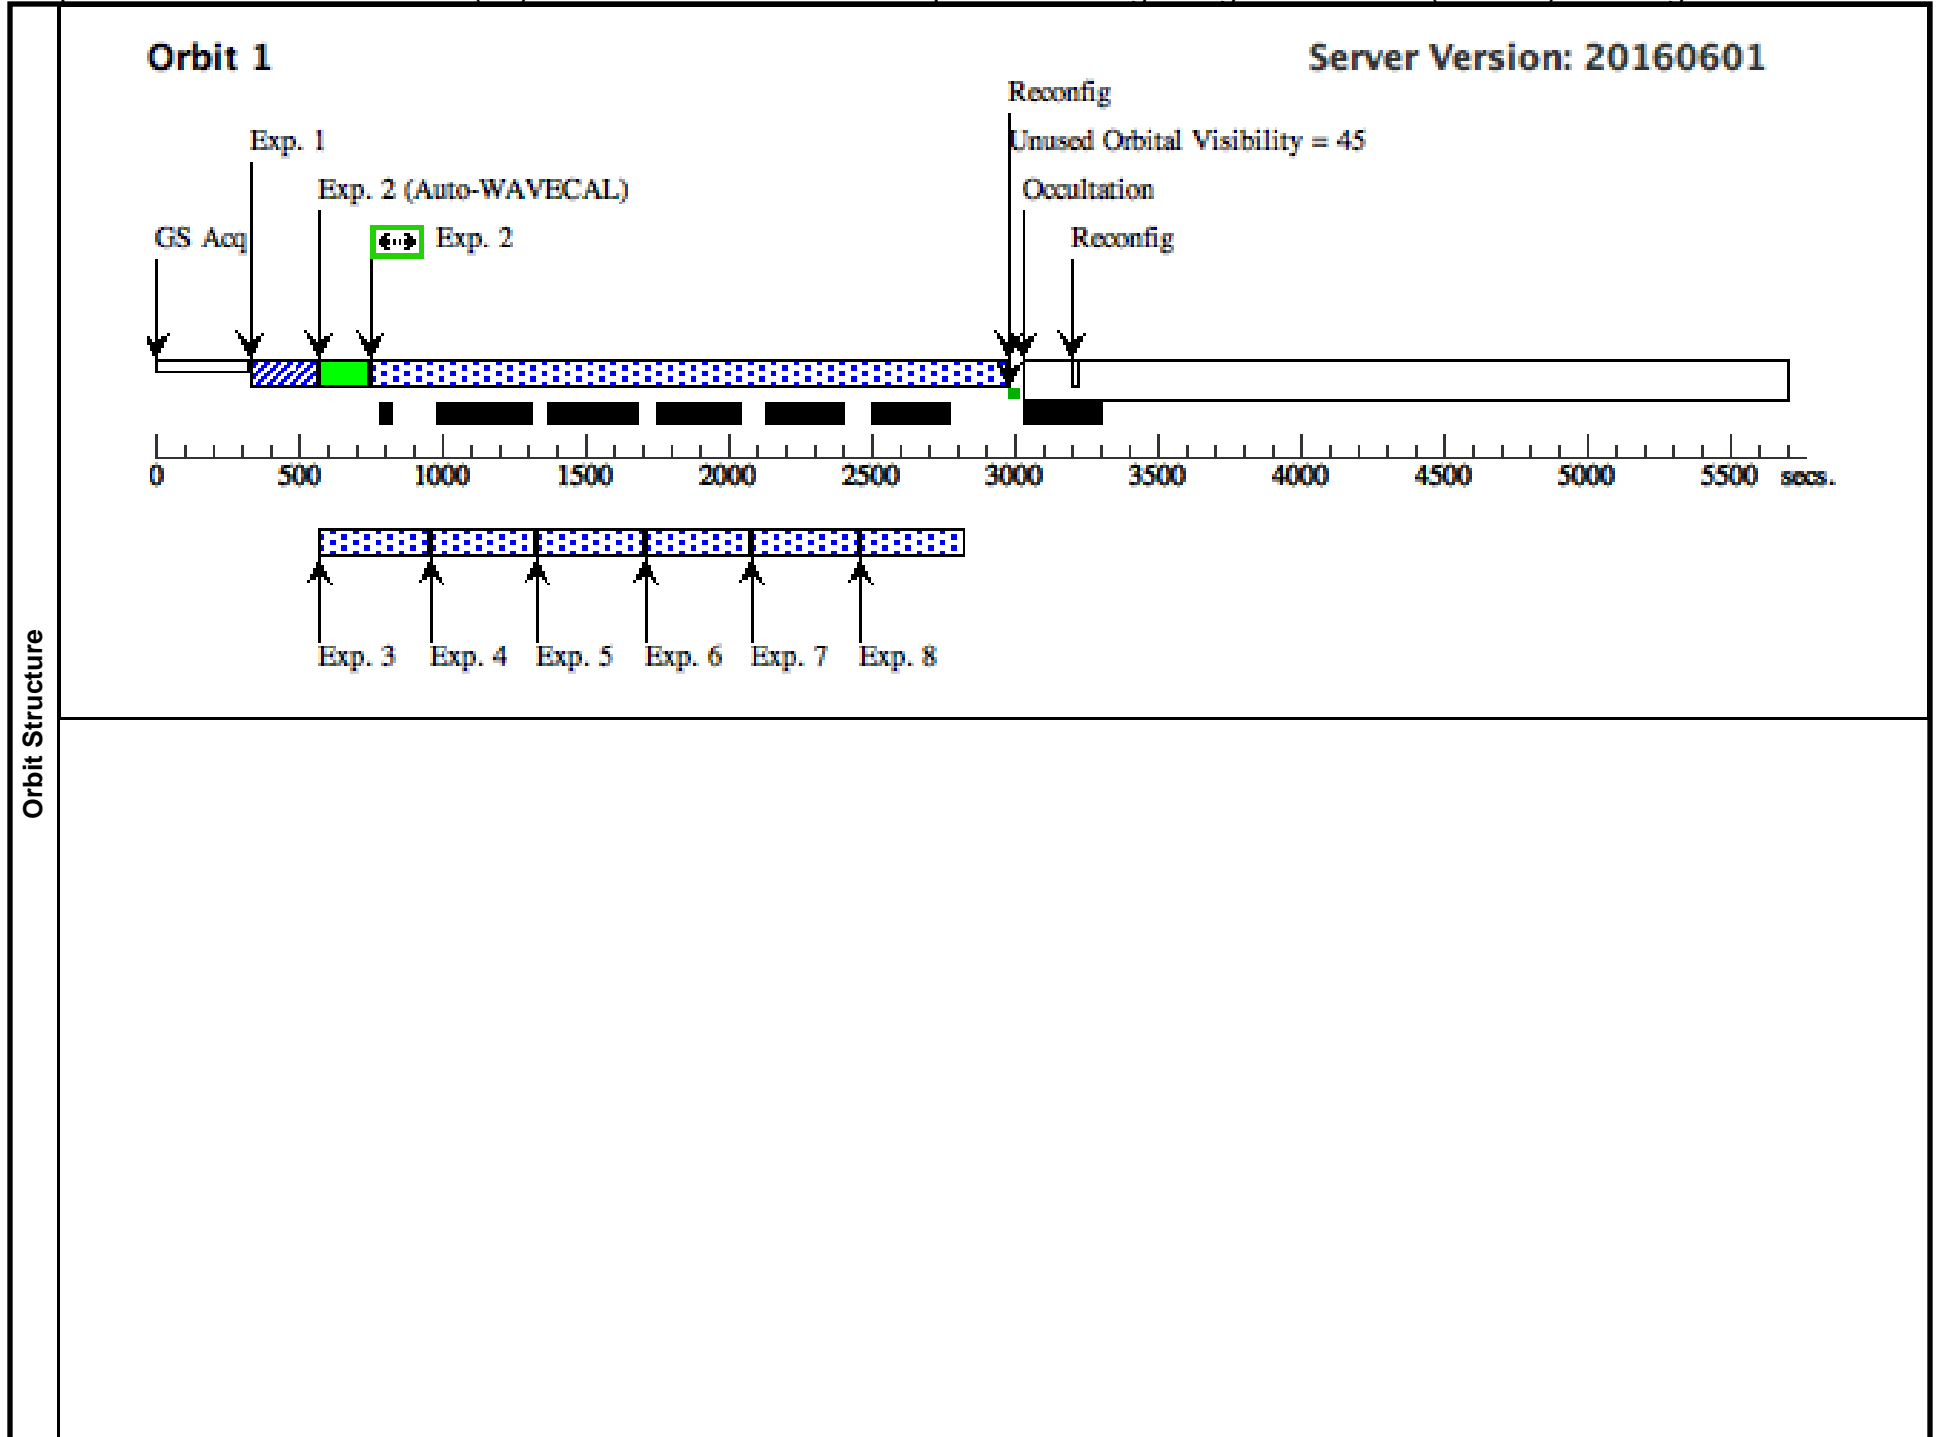 Orbit 1 Server Version: 20160601
Reconfig
Exp. 1 Unused Orbital Visibility = 45
Exp. 2 (Auto-WAVECAL) Occultation
GS Acq Exp. 2 Reconfig
0 500 1000 1500 2000 2500 3000 3500 4000 4500 5000 5500 secs.
Exp. 3 Exp. 4 Exp. 5 Exp. 6 Exp. 7 Exp. 8
Orbit Structure